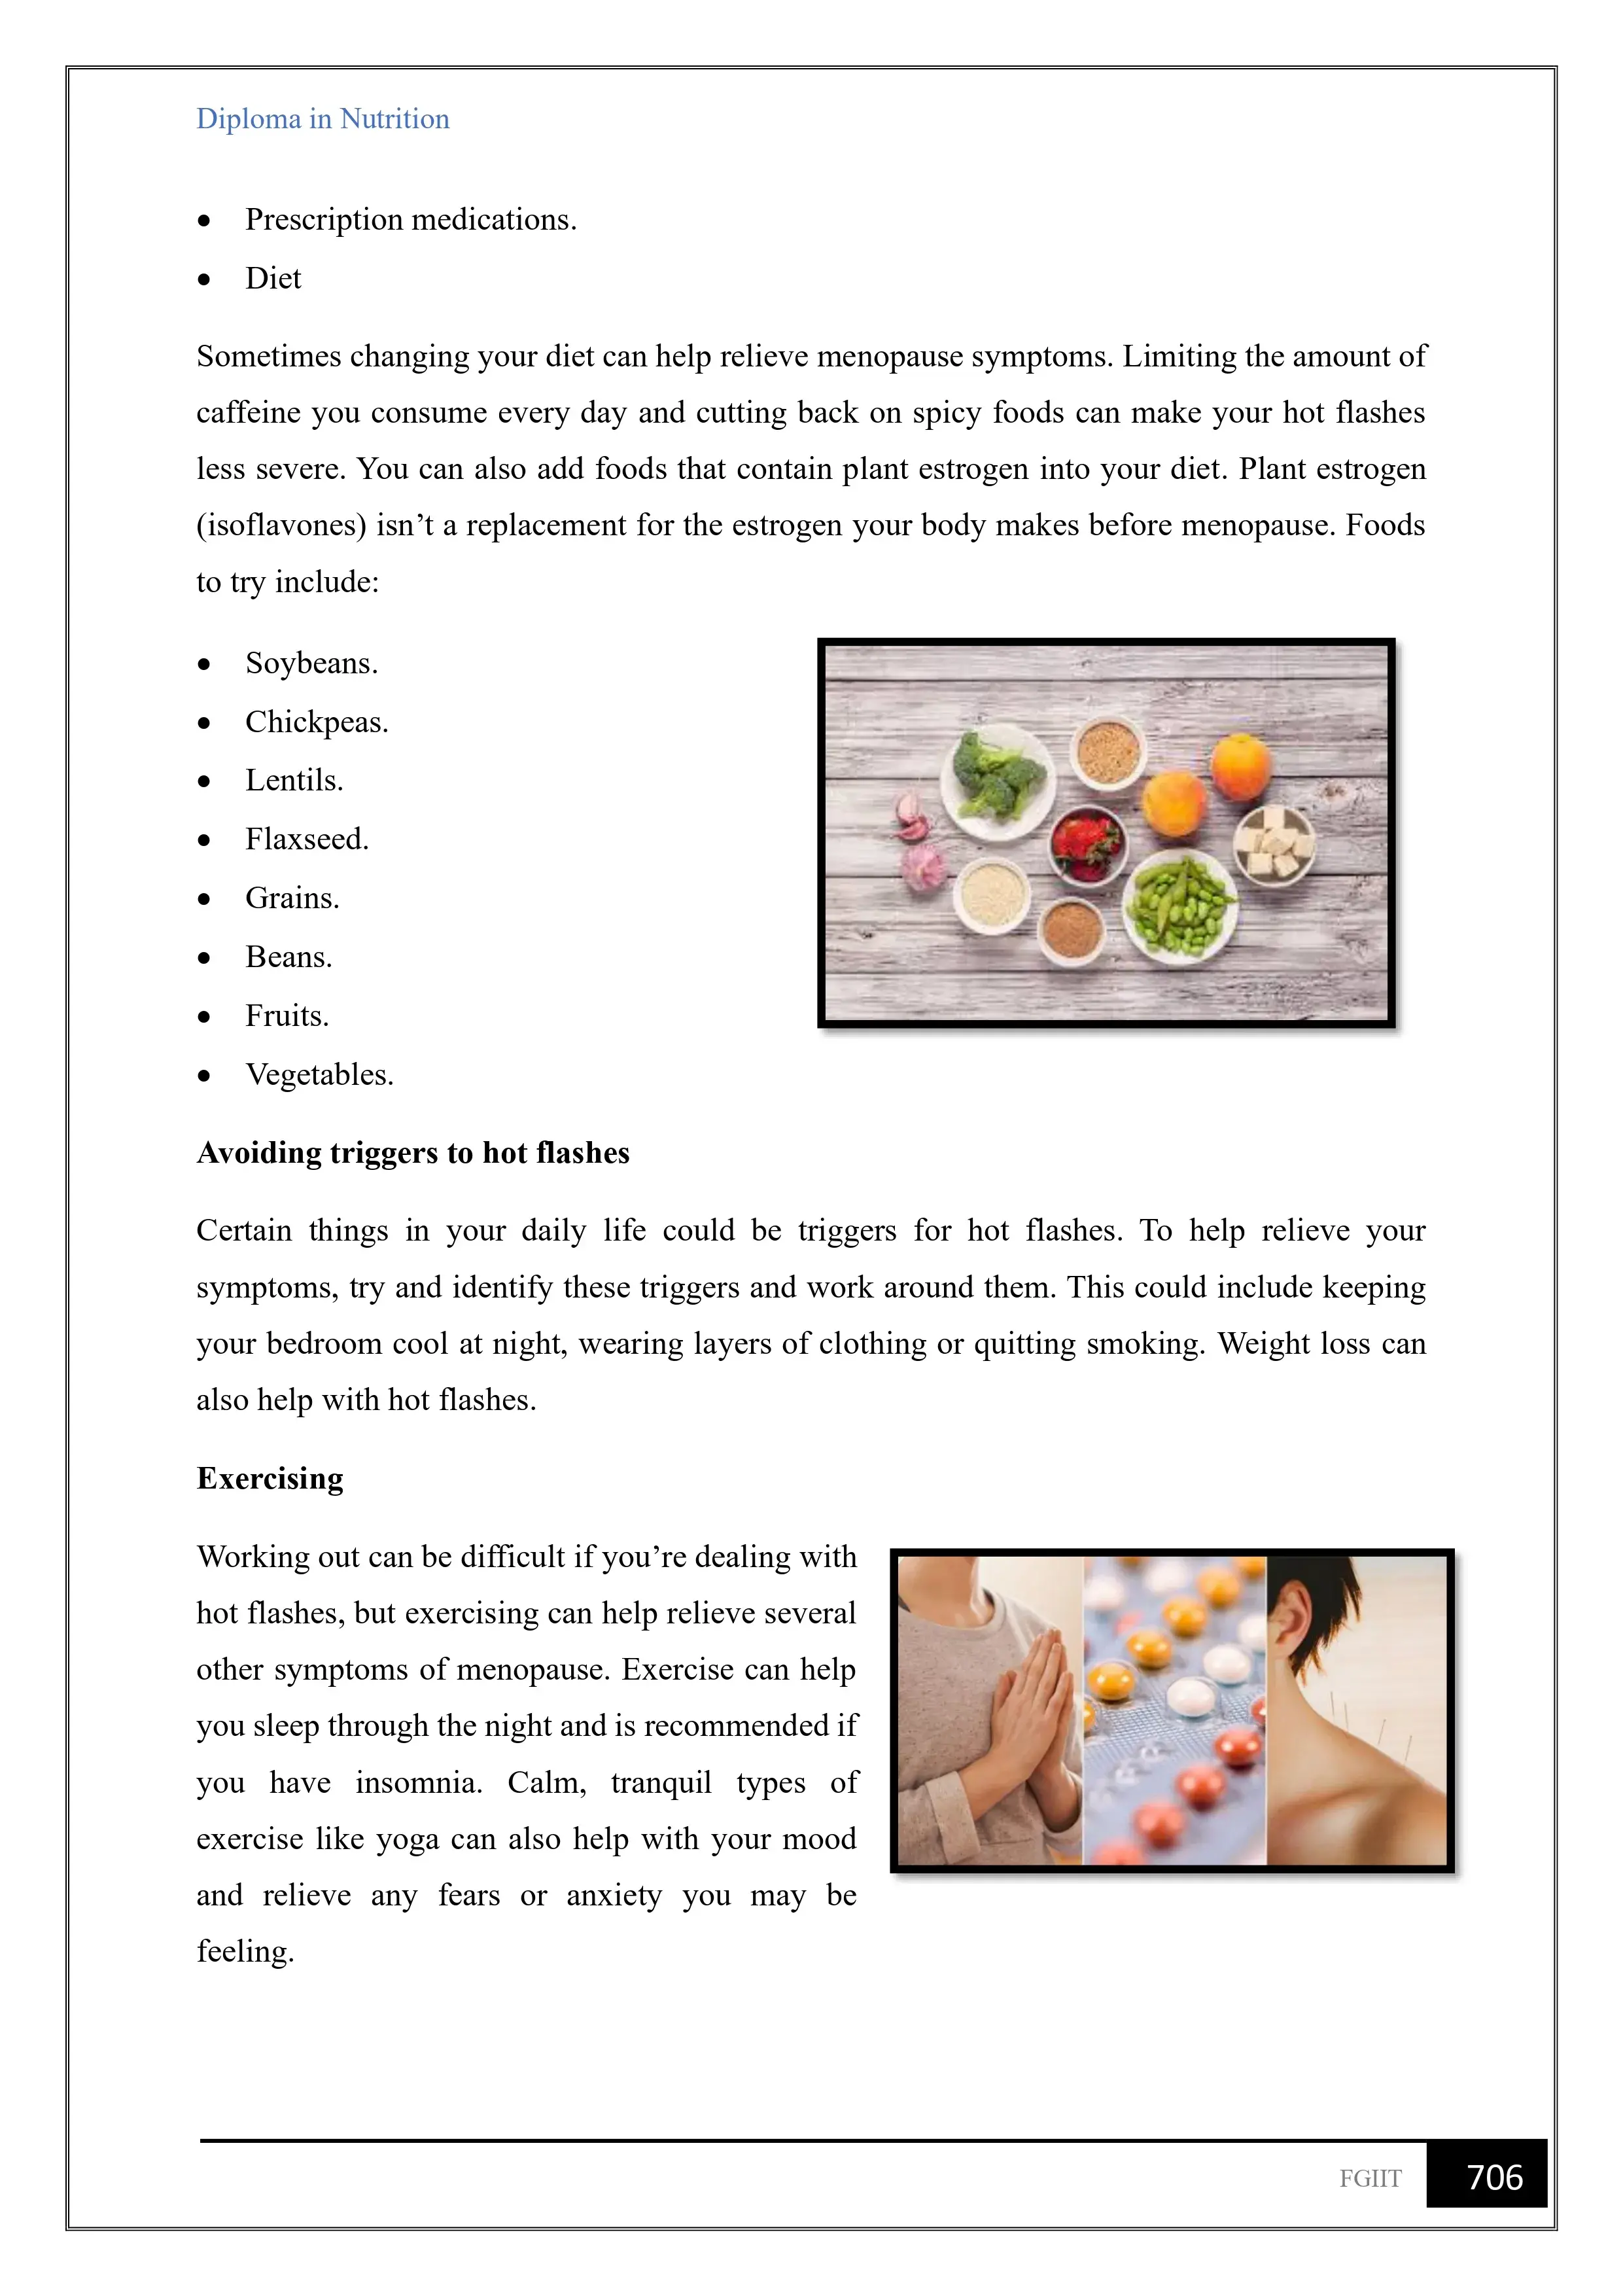 Diploma in Nutrition
• Prescription medications.
• Diet
Sometimes changing your diet can help relieve menopause symptoms. Limiting the amount of
caffeine you consume every day and cutting back on spicy foods can make your hot flashes
less severe. You can also add foods that contain plant estrogen into your diet. Plant estrogen
(isoflavones) isn’t a replacement for the estrogen your body makes before menopause. Foods
to try include:
• Soybeans.
• Chickpeas.
• Lentils.
• Flaxseed.
• Grains.
• Beans.
• Fruits.
• Vegetables.
Avoiding triggers to hot flashes
Certain things in your daily life could be triggers for hot flashes. To help relieve your
symptoms, try and identify these triggers and work around them. This could include keeping
your bedroom cool at night, wearing layers of clothing or quitting smoking. Weight loss can
also help with hot flashes.
Exercising
Working out can be difficult if you’re dealing with
hot flashes, but exercising can help relieve several
other symptoms of menopause. Exercise can help
you sleep through the night and is recommended if
you have insomnia. Calm, tranquil types of
exercise like yoga can also help with your mood
and relieve any fears or anxiety you may be
feeling.
FGIIT 706